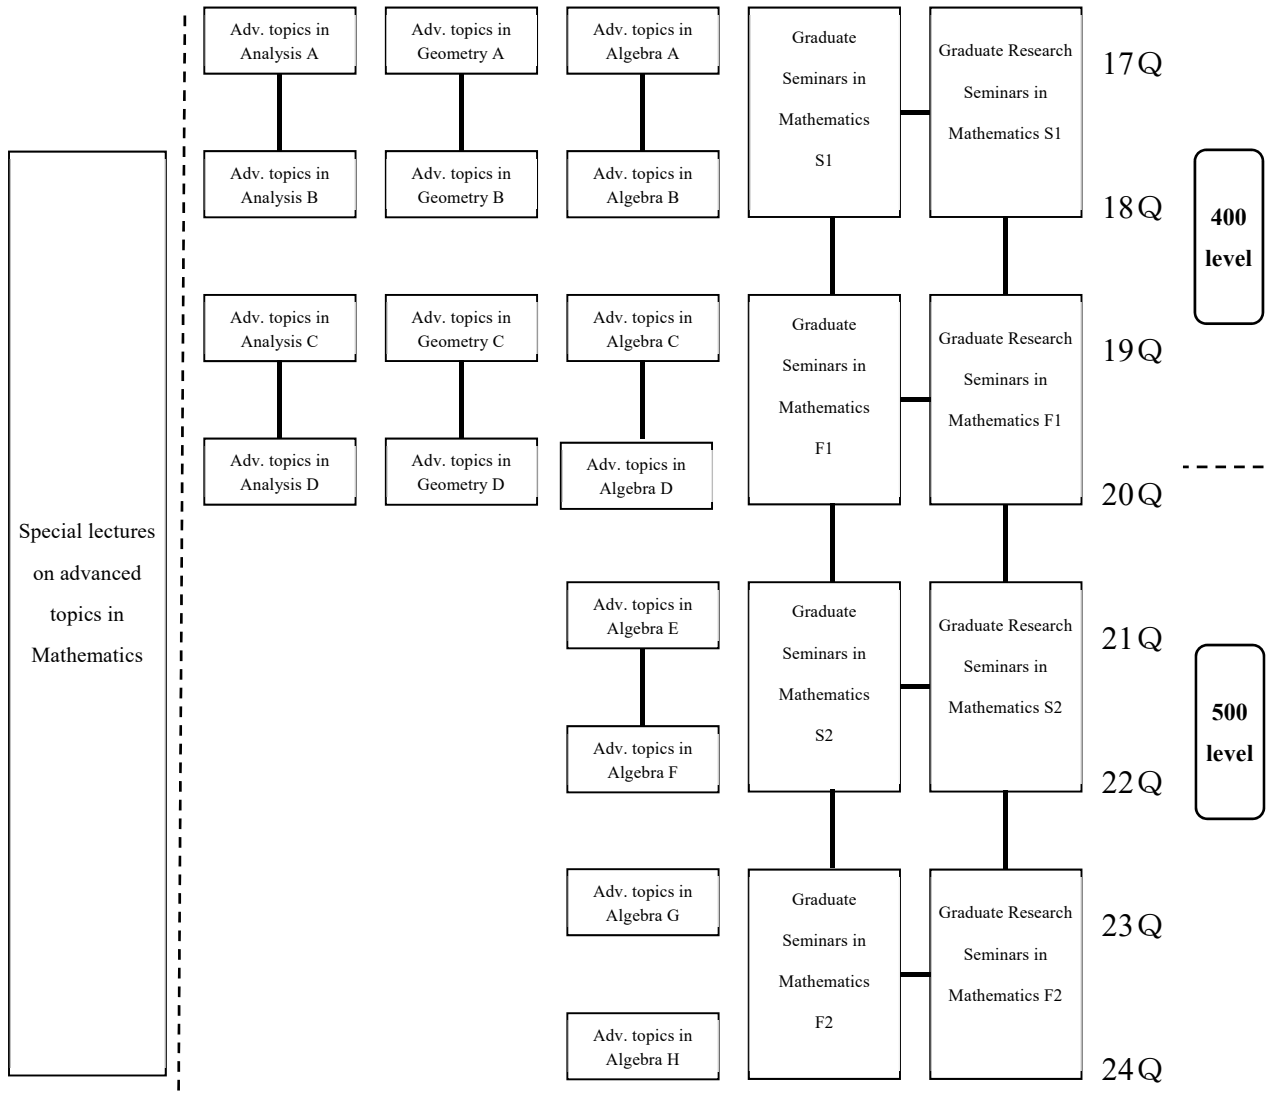 Adv. topics in
Analysis A
Adv. topics in
Geometry A
Adv. topics in
Algebra A
Graduate
Seminars in
Mathematics
S1
Graduate Research
Seminars in
Mathematics S1
17Q
Adv. topics in
Analysis B
Adv. topics in
Geometry B
Adv. topics in
Algebra B
18Q
400
level
Adv. topics in
Analysis C
Adv. topics in
Geometry C
Adv. topics in
Algebra C
Graduate
Seminars in
Mathematics
F1
Graduate Research
Seminars in
Mathematics F1
19Q
Adv. topics in
Analysis D
Adv. topics in
Geometry D
Adv. topics in
Algebra D
20Q
Special lectures
on advanced
topics in
Mathematics
Adv. topics in
Algebra E
Graduate
Seminars in
Mathematics
S2
Graduate Research
Seminars in
Mathematics S2
21Q
500
level
Adv. topics in
Algebra F
22Q
Adv. topics in
Algebra G
Graduate
Seminars in
Mathematics
F2
Graduate Research
Seminars in
Mathematics F2
23Q
Adv. topics in
Algebra H
24Q